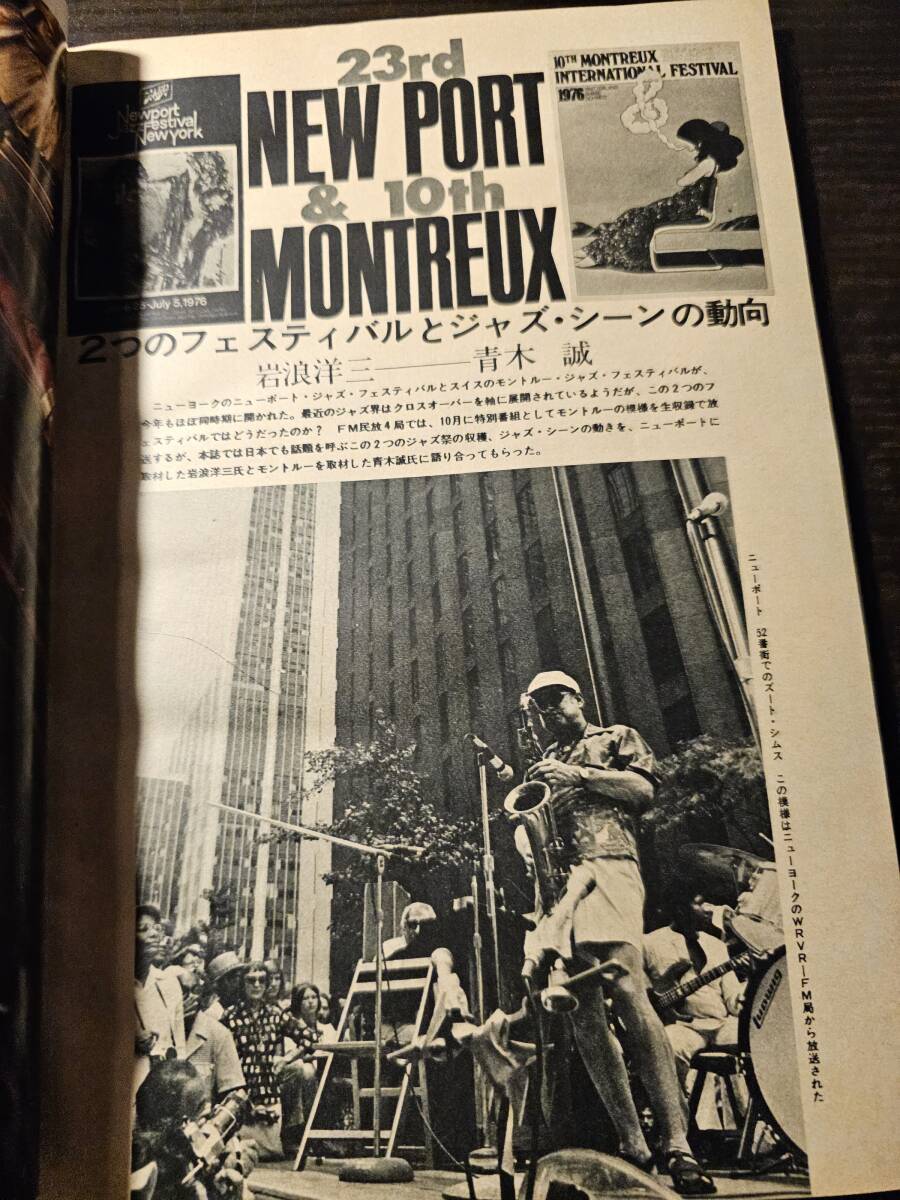 Newport
Festival
New york
-July 5, 1976
23rd
NEW PORT
& 10th
MONTREUX
10TH MONTREUX
INTERNATIONAL FESTIVAL
1976
2つのフェスティバルとジャズ・シーンの動向
岩浪洋三——青木 誠
ニューヨークのニューポート・ジャズ・フェスティバルとスイスのモントルー・ジャズ・フェスティバルが、
今年もほぼ同時期に開かれた。最近のジャズ界はクロスオーバーを軸に展開されているようだが、この2つのフ
ェスティバルではどうだったのか? FM民放4局では、10月に特別番組としてモントルーの模様を生収録で放
送するが、本誌では日本でも話題を呼ぶこの2つのジャズ祭の収穫、ジャズ・シーンの動きを、ニューポートに
取材した岩浪洋三氏とモントルーを取材した青木誠氏に語り合ってもらった。
ニューポート 52番街でのズート・シムス この模様はニューヨークのWRVR—FM局から放送された
Ludwig